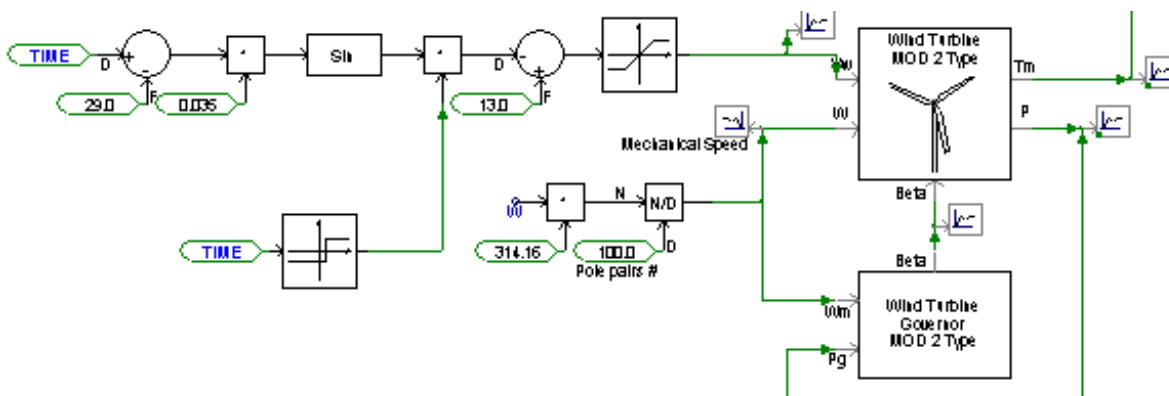 Wind Turbine
MOD 2 Type
TIME
D
+
-
F
29.0
*
0.035
Sin
*
D
-
+
F
13.0
Vw
Tm
W
P
Mechanical Speed
Beta
W
*
N
N/D
D
314.16
100.0
Pole pairs #
TIME
Beta
Wind Turbine
Governor
MOD 2 Type
Wm
Pg